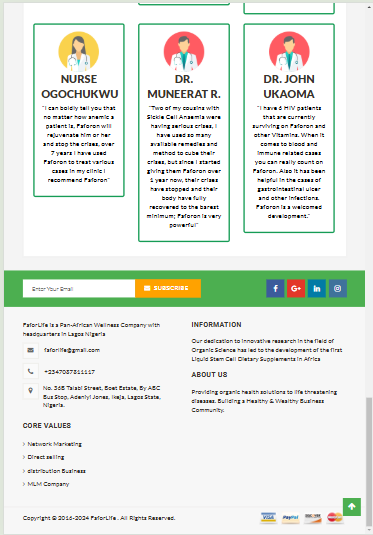 NURSE
OGOCHUKWU
"I can boldly tell you that
no matter how anemic a
patient is, Faforon will
rejuvenate him or her
and stop the crises, over
7 years I have used
Faforon to treat various
cases in my clinic I
recommend Faforon"
DR.
MUNEERAT R.
"Two of my cousins with
Sickle Cell Anaemia were
having serious crises, I
have used so many
available remedies and
method to cube their
crises, but since I started
giving them Faforon over
1 year now, their crises
have stopped and their
body have fully
recovered to the barest
minimum; Faforon is very
powerful"
DR. JOHN
UKAOMA
"I have 6 HIV patients
that are currently
surviving on Faforon and
other Vitamins. When it
comes to blood and
immune related cases,
you can really count on
Faforon. Also it has been
helpful in the cases of
gastrointestinal ulcer
and other infections.
Faforon is a welcomed
development."
Enter Your Email
SUBSCRIBE
FaforLife is a Pan-African Wellness Company with
headquarters in Lagos Nigeria
faforlife@gmail.com
+2347087811117
No. 36B Talabi Street, Boet Estate, By ABC
Bus Stop, Adeniyi Jones, Ikeja, Lagos State,
Nigeria.
CORE VALUES
Network Marketing
Direct selling
distribution Business
MLM Company
INFORMATION
Our dedication to innovative research in the field of
Organic Science has led to the development of the first
Liquid Stem Cell Dietary Supplements in Africa
ABOUT US
Providing organic health solutions to life threatening
diseases. Building a Healthy & Wealthy Business
Community.
Copyright © 2016-2024 FaforLife . All Rights Reserved.
VISA
PayPal